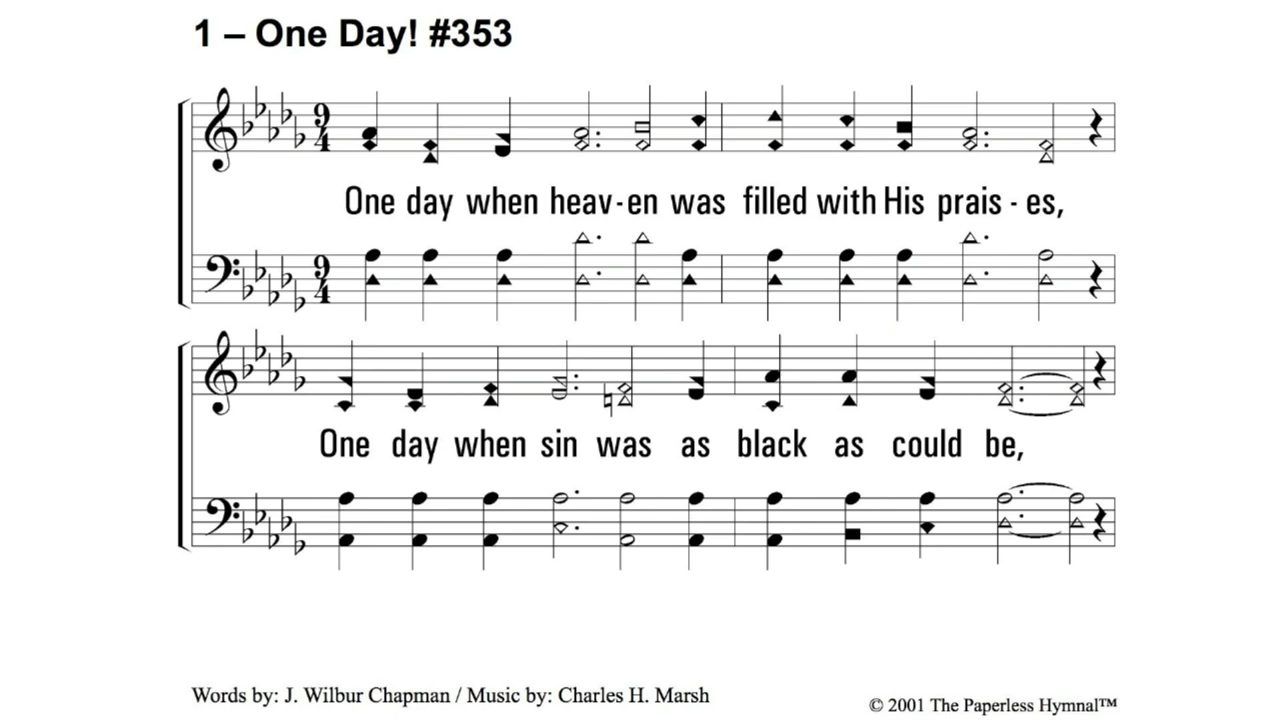 1 – One Day! #353
9
4
One day when heav-en was filled with His prais - es,
9
4
One day when sin was as black as could be,
Words by: J. Wilbur Chapman / Music by: Charles H. Marsh
© 2001 The Paperless Hymnal™